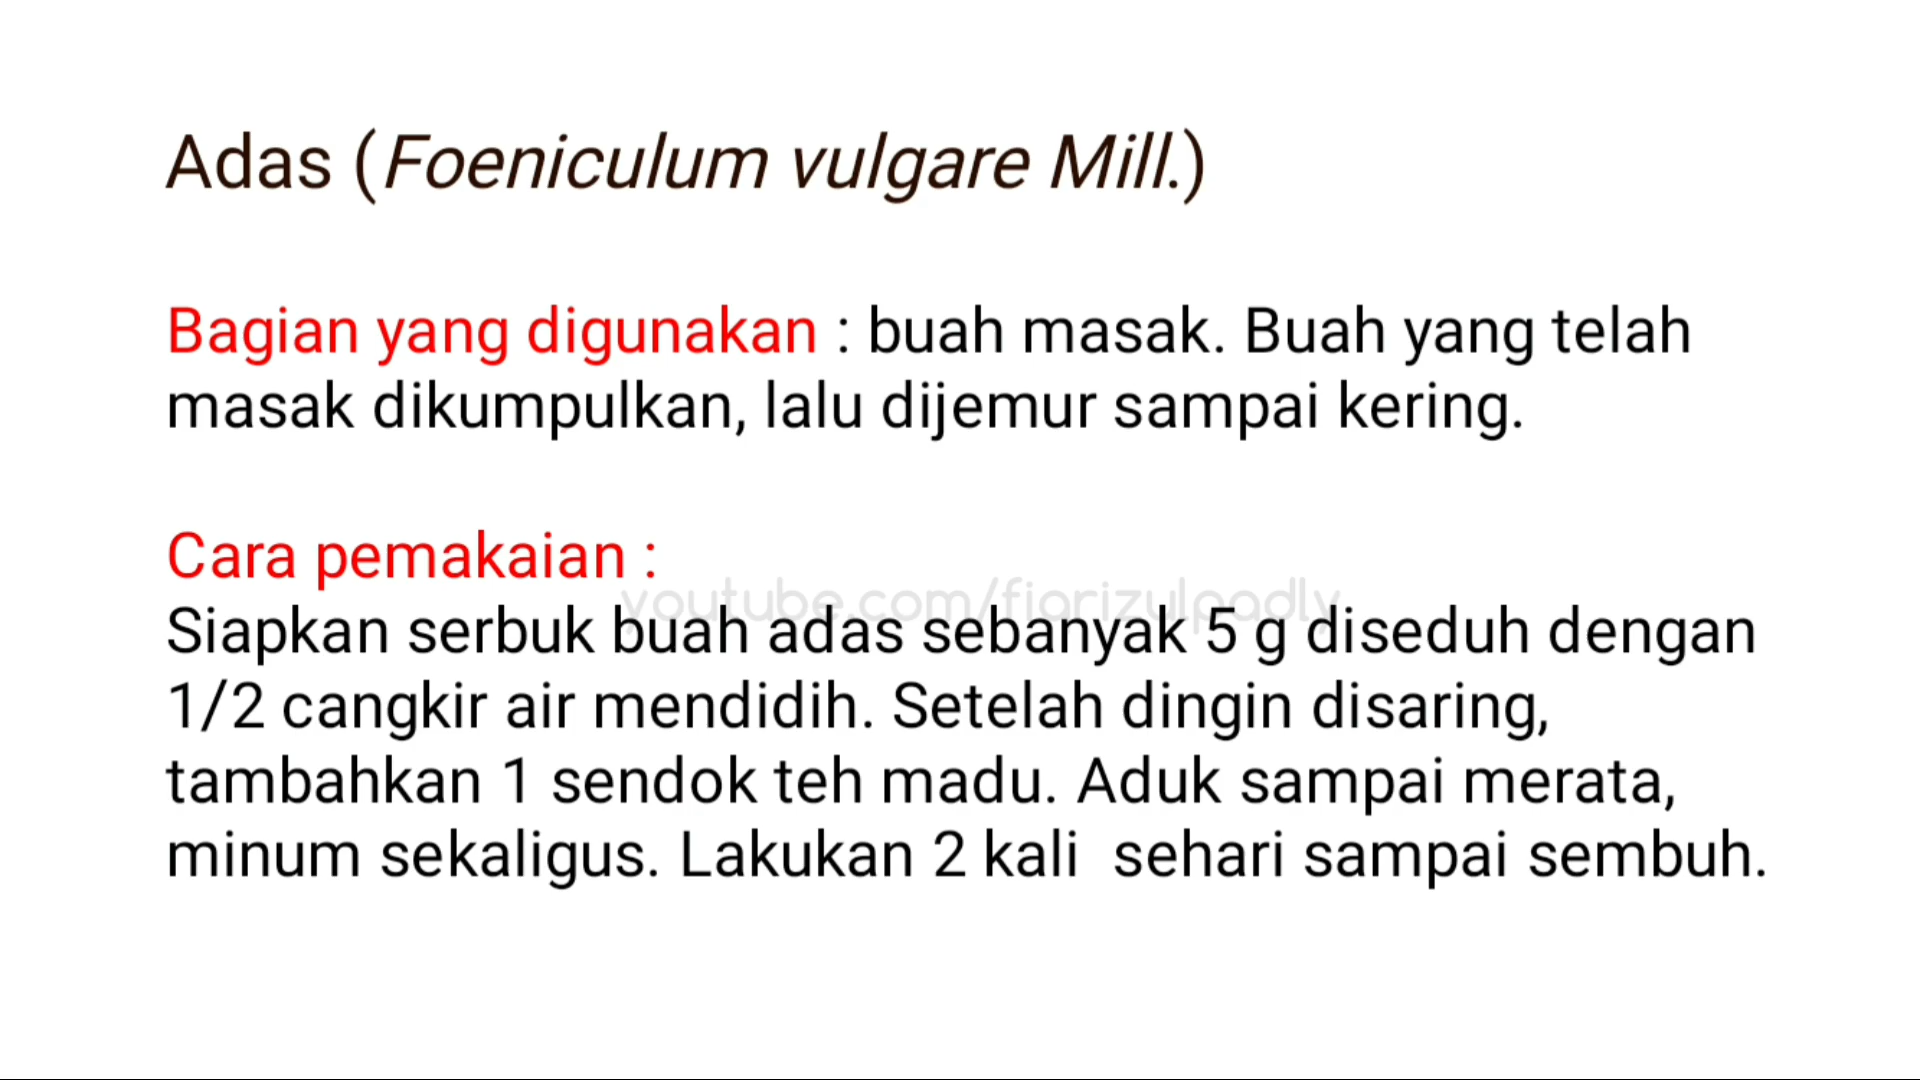 Adas (Foeniculum vulgare Mill.)
Bagian yang digunakan : buah masak. Buah yang telah
masak dikumpulkan, lalu dijemur sampai kering.
Cara pemakaian :
youtube.com/fiqrizulpadly
Siapkan serbuk buah adas sebanyak 5 g diseduh dengan
1/2 cangkir air mendidih. Setelah dingin disaring,
tambahkan 1 sendok teh madu. Aduk sampai merata,
minum sekaligus. Lakukan 2 kali  sehari sampai sembuh.